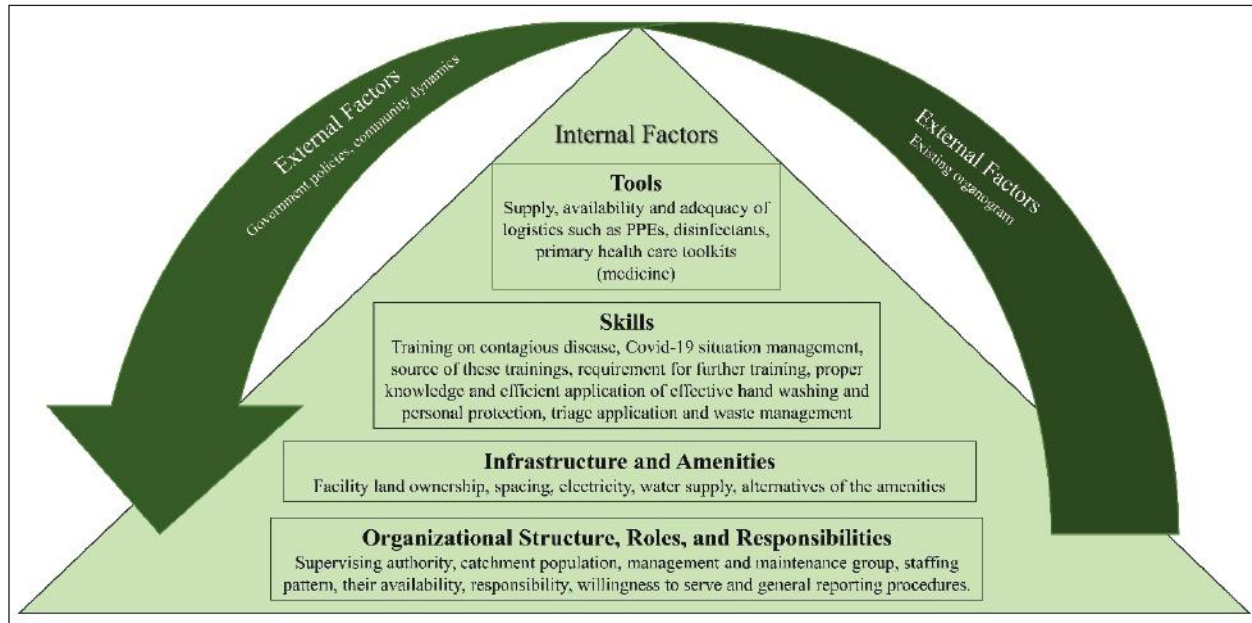 External Factors
Government policies, community dynamics
External Factors
Existing organogram
Internal Factors
Tools
Supply, availability and adequacy of
logistics such as PPEs, disinfectants,
primary health care toolkits
(medicine)
Skills
Training on contagious disease, Covid-19 situation management,
source of these trainings, requirement for further training, proper
knowledge and efficient application of effective hand washing and
personal protection, triage application and waste management
Infrastructure and Amenities
Facility land ownership, spacing, electricity, water supply, alternatives of the amenities
Organizational Structure, Roles, and Responsibilities
Supervising authority, catchment population, management and maintenance group, staffing
pattern, their availability, responsibility, willingness to serve and general reporting procedures.